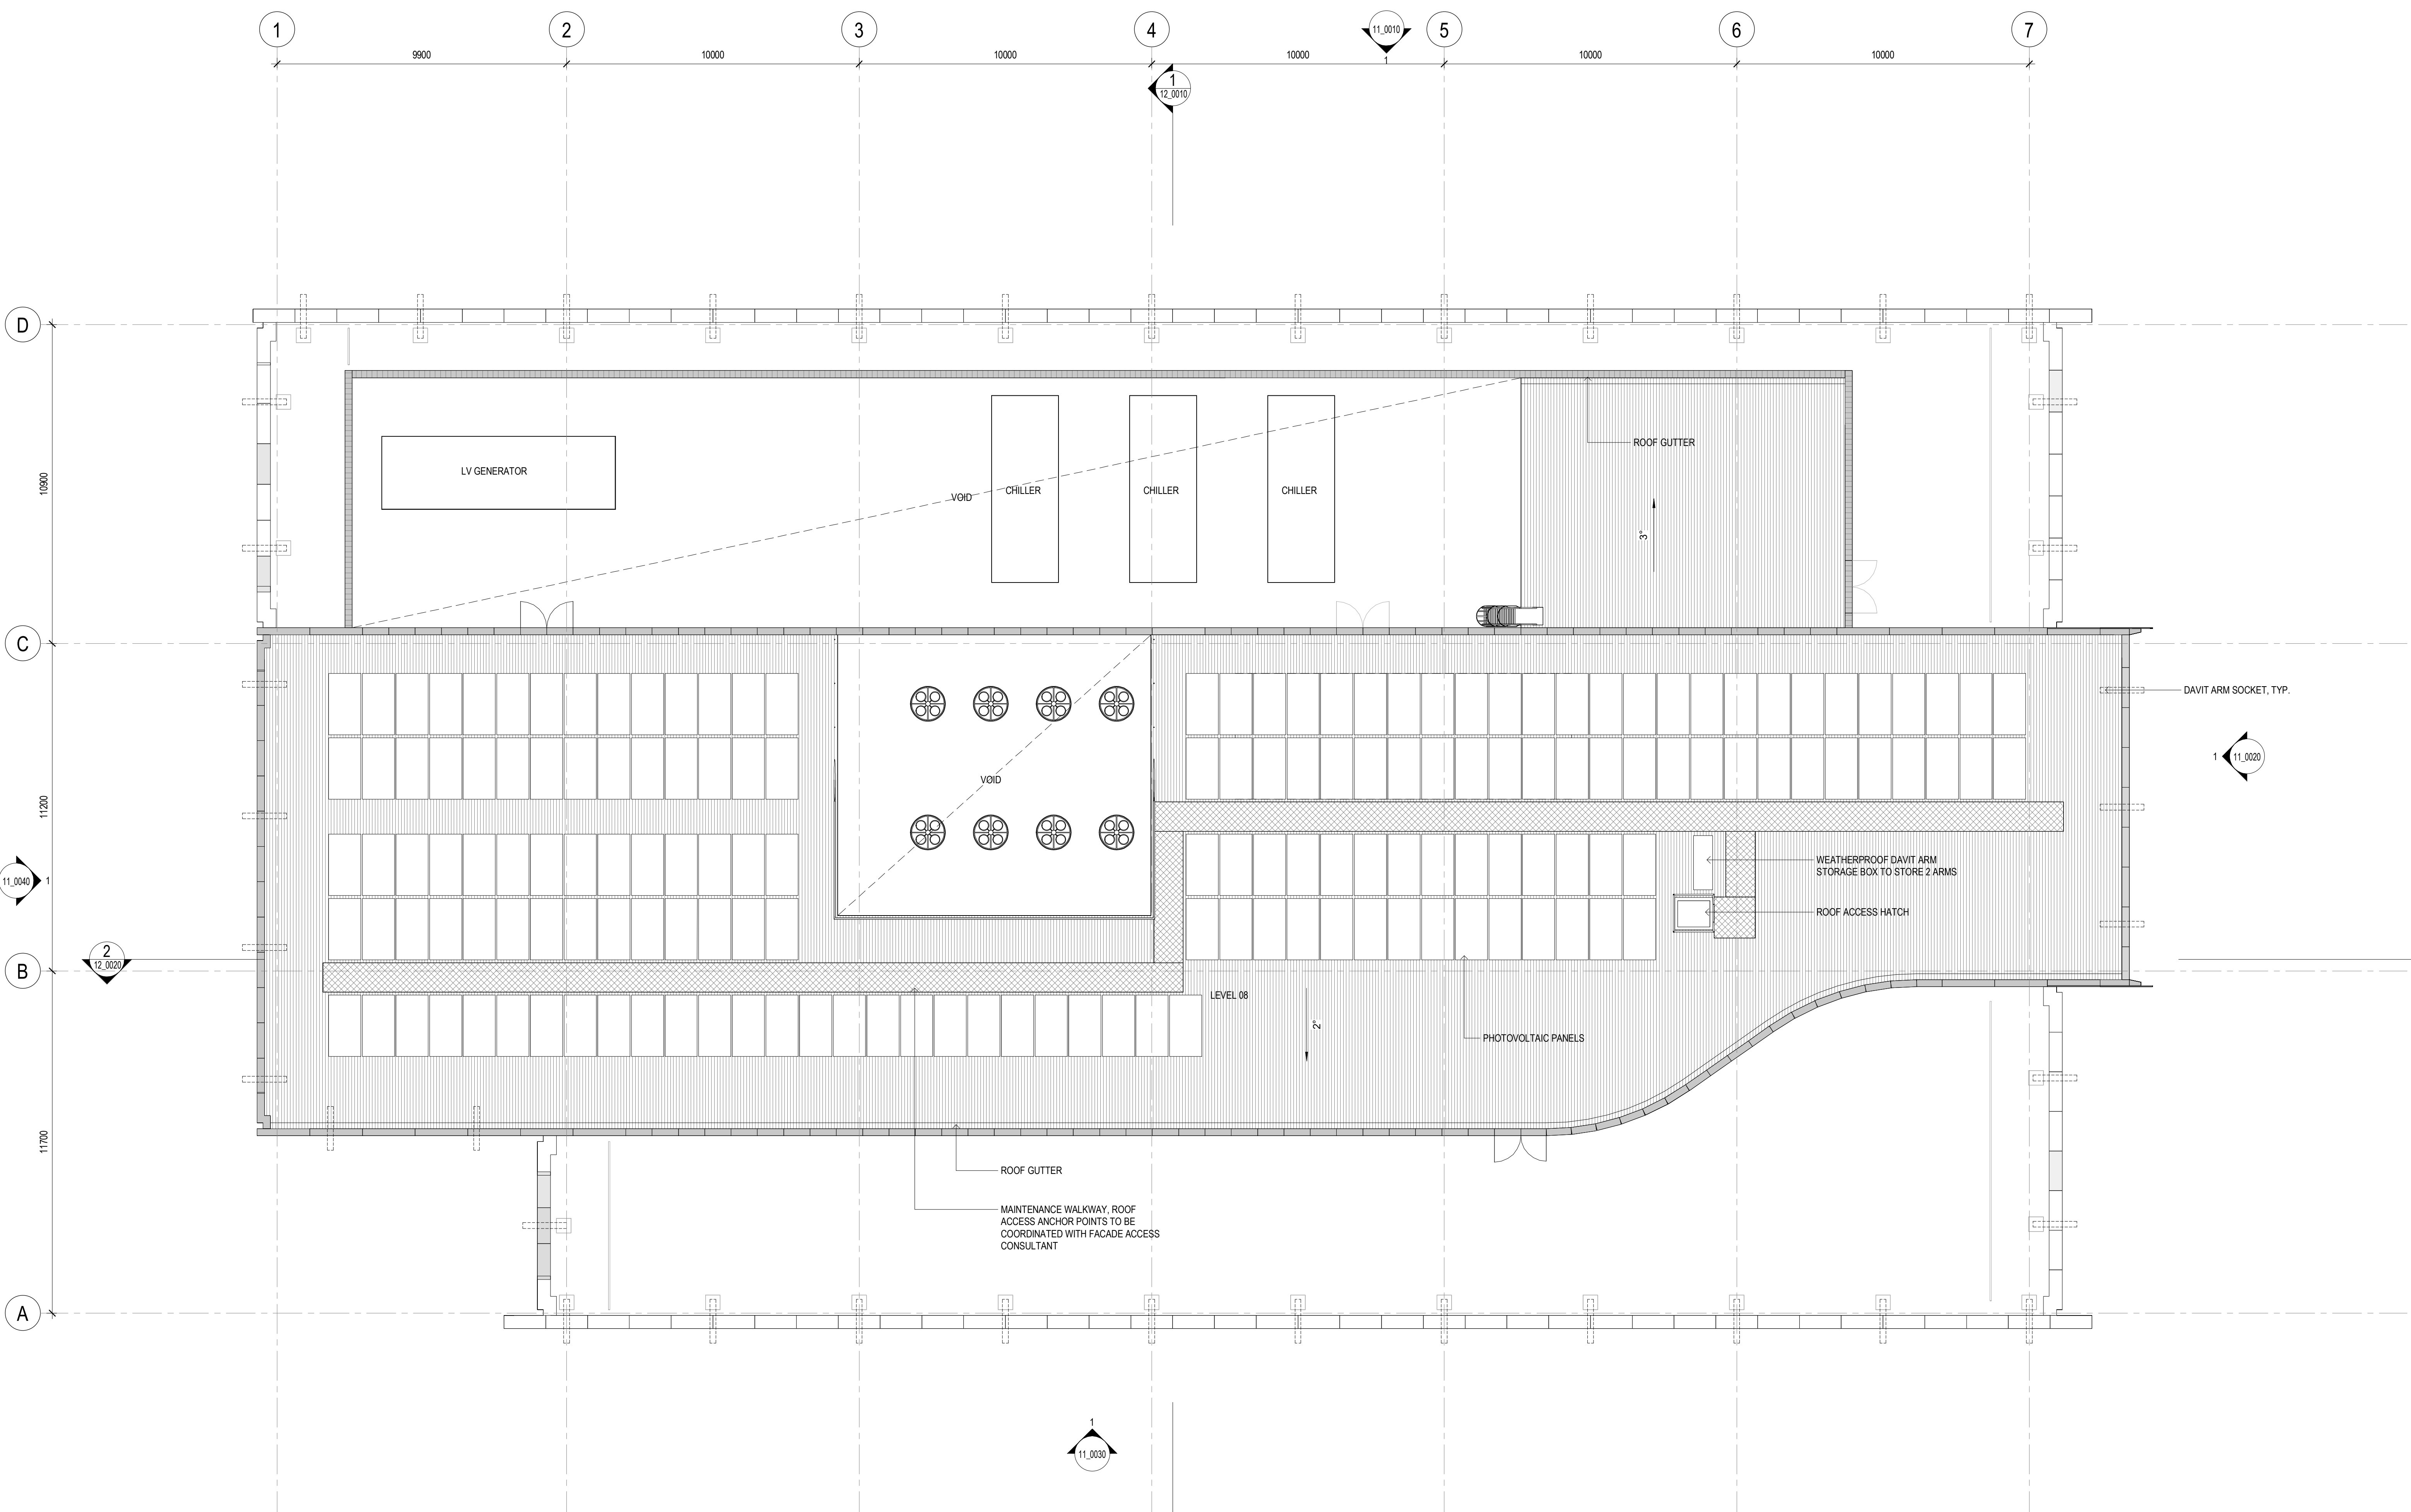 1
2
3
4
5
6
7
11_0010
1
9900
10000
10000
10000
10000
10000
1
12_0010
D
ROOF GUTTER
LV GENERATOR
10900
VOID
CHILLER
CHILLER
CHILLER
3°
C
DAVIT ARM SOCKET, TYP.
1
11_0020
VOID
11200
WEATHERPROOF DAVIT ARM
STORAGE BOX TO STORE 2 ARMS
11_0040
1
ROOF ACCESS HATCH
2
12_0020
B
LEVEL 08
2°
PHOTOVOLTAIC PANELS
11700
ROOF GUTTER
MAINTENANCE WALKWAY, ROOF
ACCESS ANCHOR POINTS TO BE
COORDINATED WITH FACADE ACCESS
CONSULTANT
A
1
11_0030